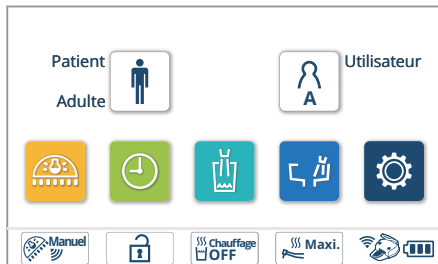 Patient
Utilisateur
Adulte
A
Manuel
Chauffage
OFF
Maxi.